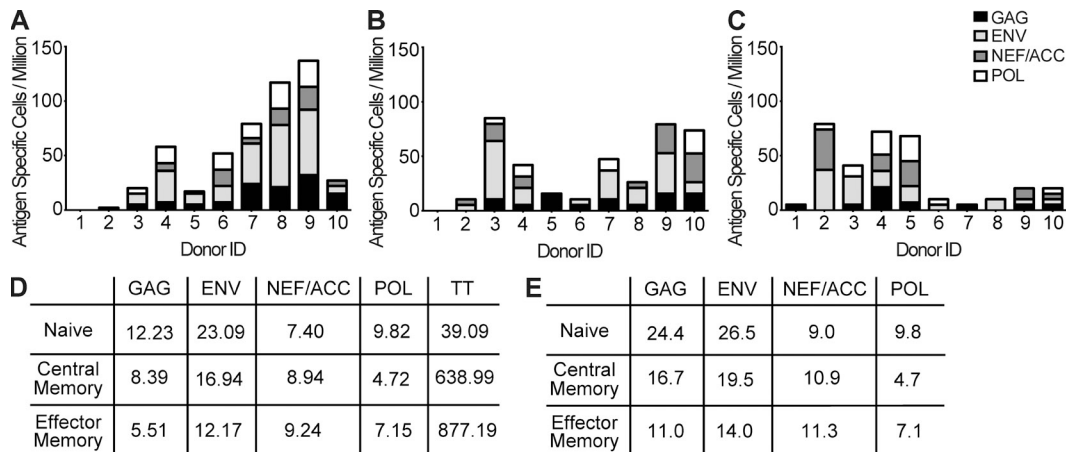 A
B
C
GAG
ENV
NEF/ACC
POL
Antigen Specific Cells / Million
150
100
50
0
1 2 3 4 5 6 7 8 9 10
Donor ID
Antigen Specific Cells / Million
150
100
50
0
1 2 3 4 5 6 7 8 9 10
Donor ID
Antigen Specific Cells / Million
150
100
50
0
1 2 3 4 5 6 7 8 9 10
Donor ID
D
GAG ENV NEF/ACC POL TT
Naive 12.23 23.09 7.40 9.82 39.09
Central
Memory 8.39 16.94 8.94 4.72 638.99
Effector
Memory 5.51 12.17 9.24 7.15 877.19
E
GAG ENV NEF/ACC POL
Naive 24.4 26.5 9.0 9.8
Central
Memory 16.7 19.5 10.9 4.7
Effector
Memory 11.0 14.0 11.3 7.1